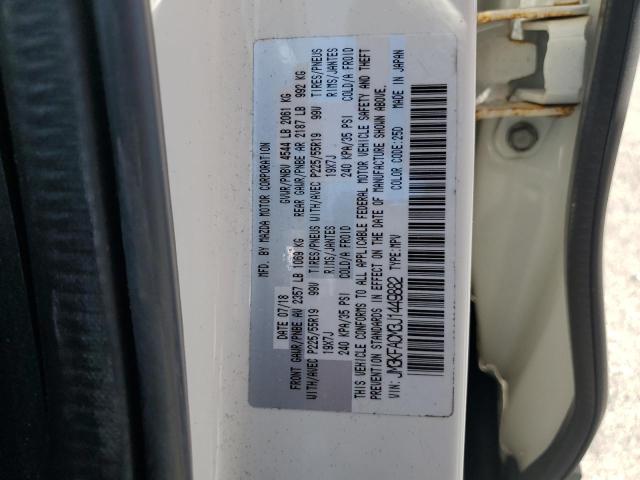 MFD. BY MAZDA MOTOR CORPORATION
DATE 07/18 GVWR/PNBV 4544 LB 2061 KG
FRONT GAWR/PNBE AV 2357 LB 1069 KG REAR GAWR/PNBE AR 2187 LB 992 KG
WITH/AVEC P225/55R19 99V TIRES/PNEUS WITH/AVEC P225/55R19 99V TIRES/PNEUS
19X7J RIMS/JANTES 19X7J RIMS/JANTES
240 KPA/35 PSI COLD/A FROID 240 KPA/35 PSI COLD/A FROID
THIS VEHICLE CONFORMS TO ALL APPLICABLE FEDERAL MOTOR VEHICLE SAFETY AND THEFT
PREVENTION STANDARDS IN EFFECT ON THE DATE OF MANUFACTURE SHOWN ABOVE.
COLOR CODE:25D MADE IN JAPAN
VIN: JM3KFACM3J1449882 TYPE:MPV